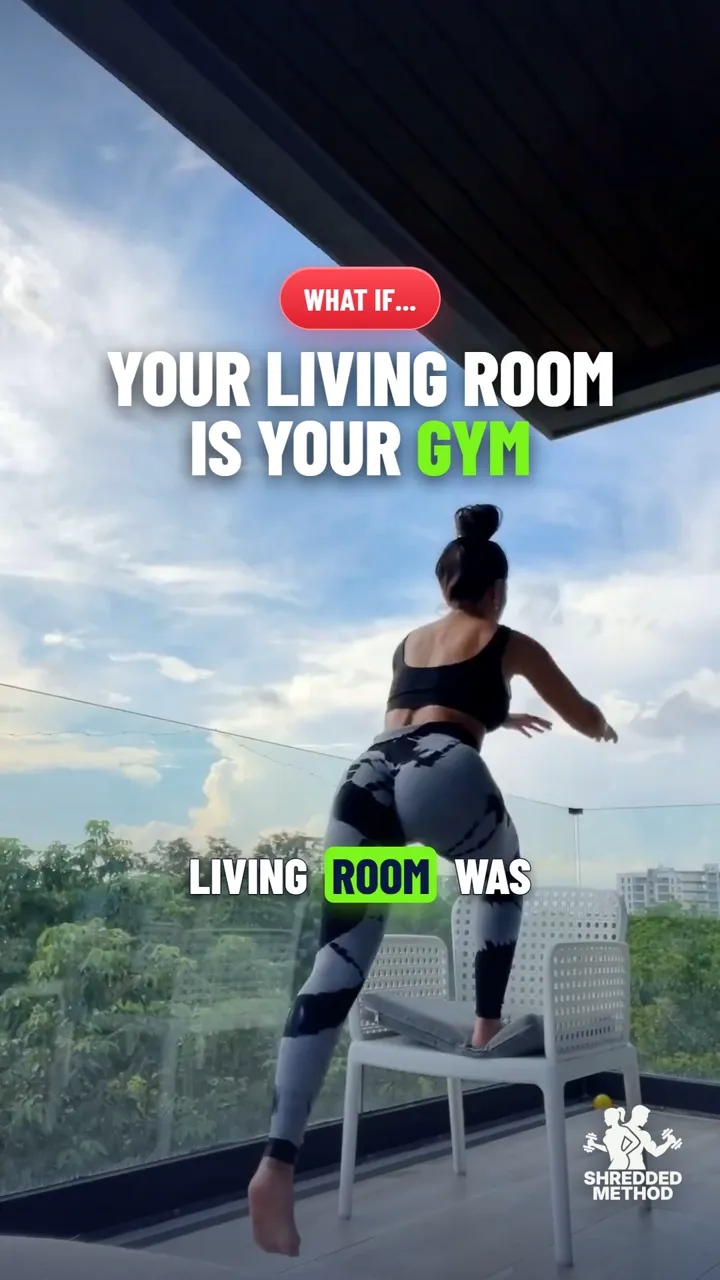 WHAT IF...
YOUR LIVING ROOM
IS YOUR GYM
LIVING ROOM WAS
SHREDDED
METHOD